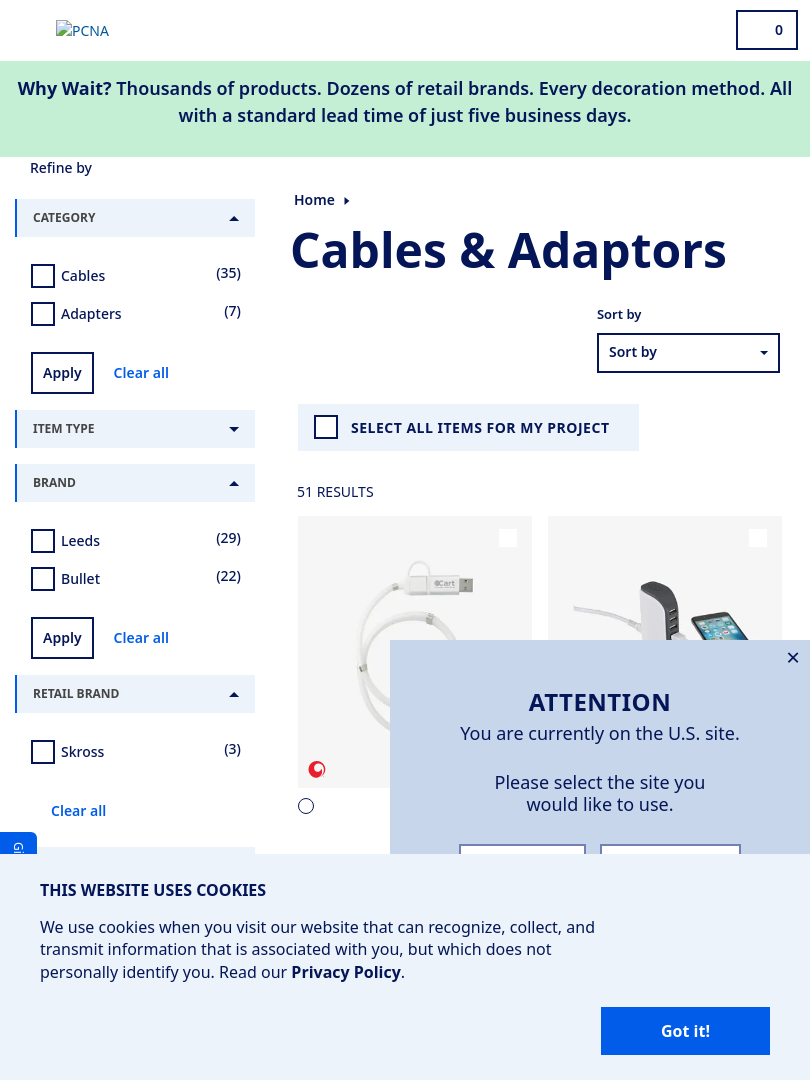 PCNA
0
Why Wait? Thousands of products. Dozens of retail brands. Every decoration method. All
with a standard lead time of just five business days.
Refine by
Home
Cables & Adaptors
CATEGORY
Cables (35)
Adapters (7)
Apply Clear all
Sort by
Sort by
ITEM TYPE
SELECT ALL ITEMS FOR MY PROJECT
BRAND
51 RESULTS
Leeds (29)
Bullet (22)
Apply Clear all
Cart
RETAIL BRAND
Skross (3)
Clear all
ATTENTION
You are currently on the U.S. site.
Please select the site you
would like to use.
THIS WEBSITE USES COOKIES
We use cookies when you visit our website that can recognize, collect, and
transmit information that is associated with you, but which does not
personally identify you. Read our Privacy Policy.
Got it!